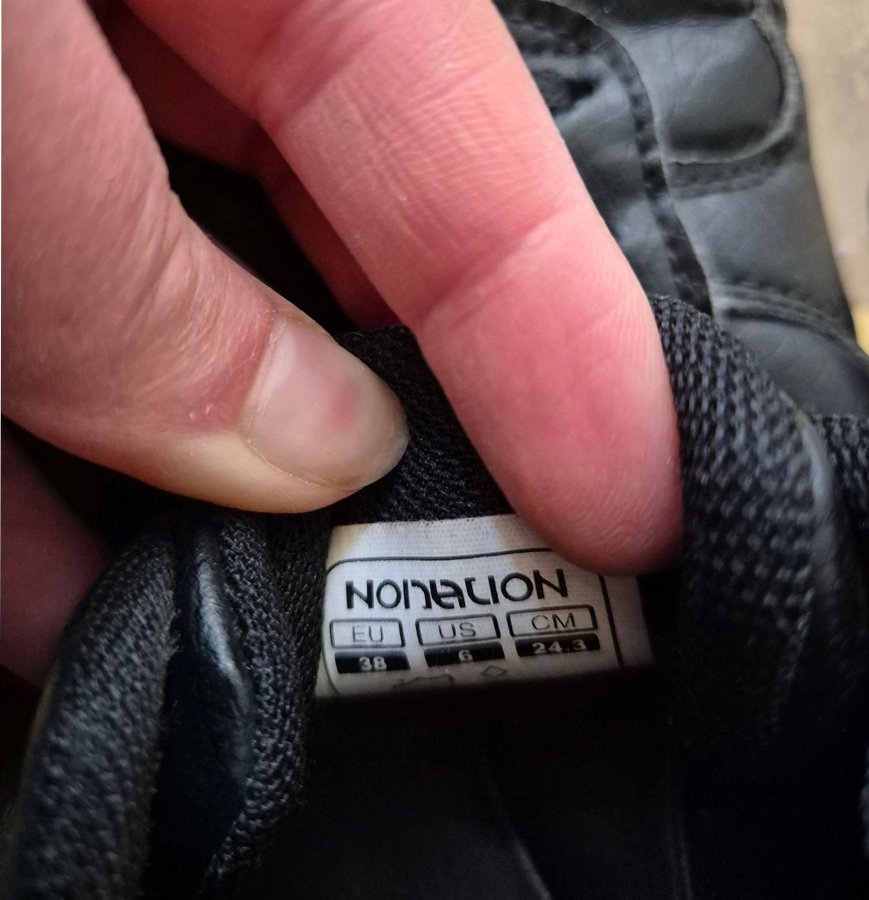 NONATION
EU US CM
38 6 24.3